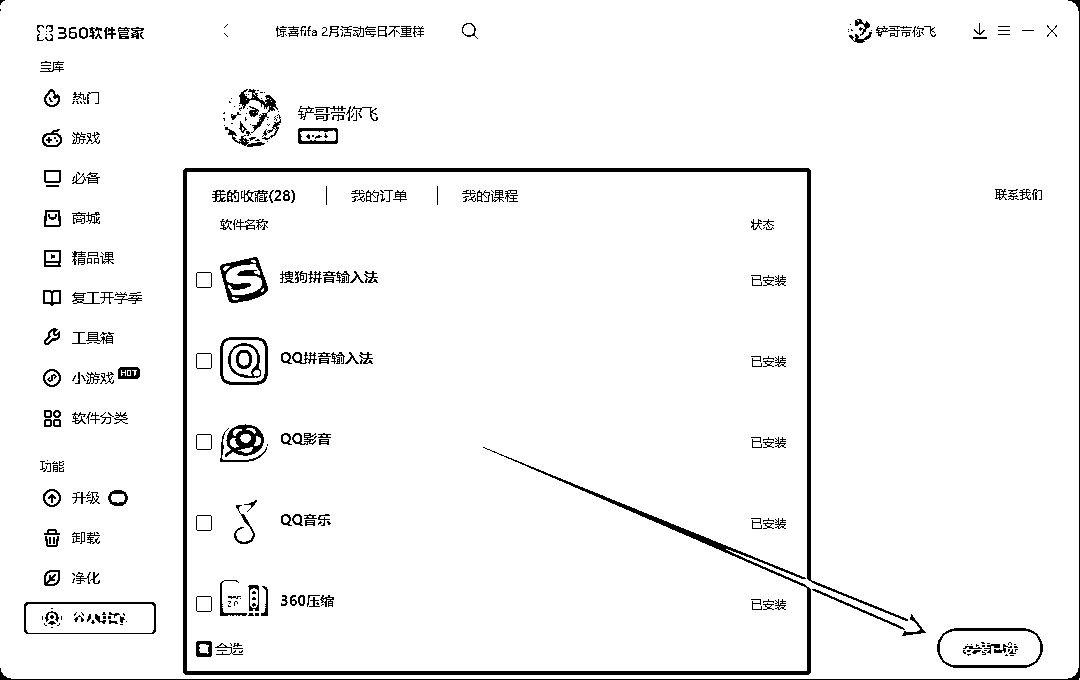 360软件管家
惊喜fifa 2月活动每日不重样
铲哥带你飞
宝库
热门
游戏
必备
商城
精品课
复工开学季
工具箱
小游戏 HOT
软件分类
功能
升级
卸载
净化
铲哥带你飞
我的收藏(28)
我的订单
我的课程
联系我们
软件名称
状态
搜狗拼音输入法
已安装
QQ拼音输入法
已安装
QQ影音
已安装
QQ音乐
已安装
360压缩
已安装
全选